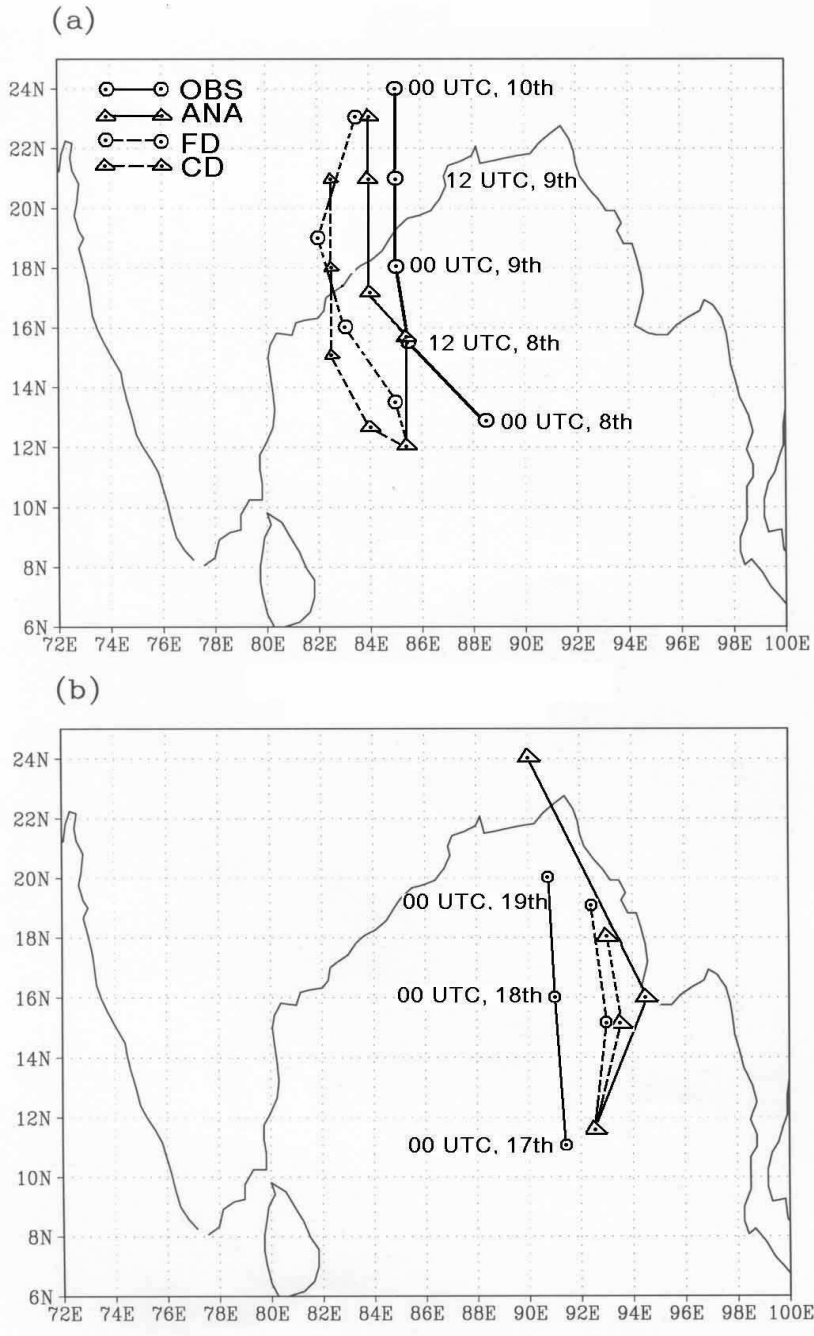 (a)
24N
22N
20N
18N
16N
14N
12N
10N
8N
6N
OBS
ANA
FD
CD
00 UTC, 10th
12 UTC, 9th
00 UTC, 9th
12 UTC, 8th
00 UTC, 8th
72E 74E 76E 78E 80E 82E 84E 86E 88E 90E 92E 94E 96E 98E 100E
(b)
24N
22N
20N
18N
16N
14N
12N
10N
8N
6N
00 UTC, 19th
00 UTC, 18th
00 UTC, 17th
72E 74E 76E 78E 80E 82E 84E 86E 88E 90E 92E 94E 96E 98E 100E